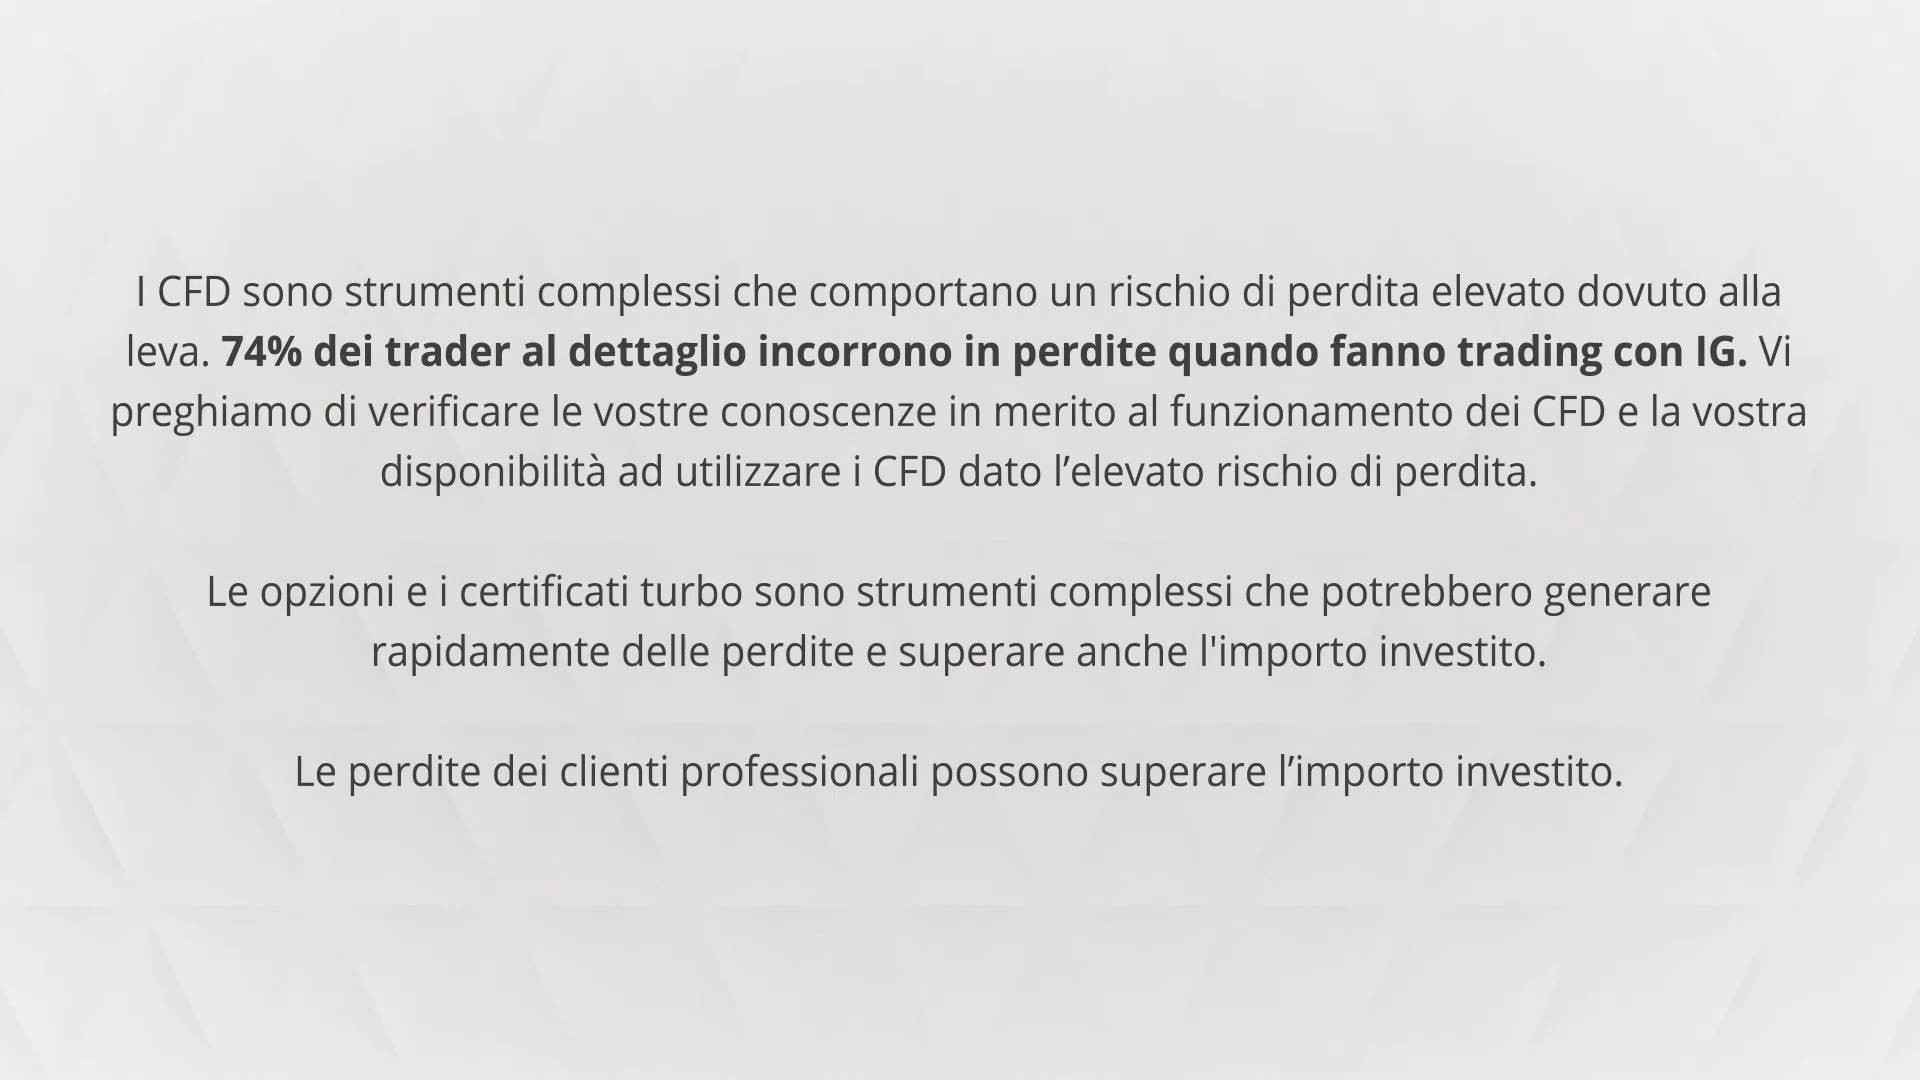 I CFD sono strumenti complessi che comportano un rischio di perdita elevato dovuto alla
leva. 74% dei trader al dettaglio incorrono in perdite quando fanno trading con IG. Vi
preghiamo di verificare le vostre conoscenze in merito al funzionamento dei CFD e la vostra
disponibilità ad utilizzare i CFD dato l’elevato rischio di perdita.
Le opzioni e i certificati turbo sono strumenti complessi che potrebbero generare
rapidamente delle perdite e superare anche l'importo investito.
Le perdite dei clienti professionali possono superare l’importo investito.